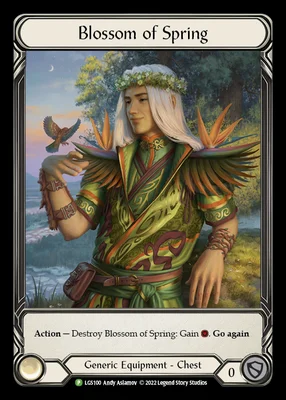 Blossom of Spring
Action — Destroy Blossom of Spring: Gain . Go again
Generic Equipment - Chest
0
P LGS100 Andy Aslamov © 2022 Legend Story Studios